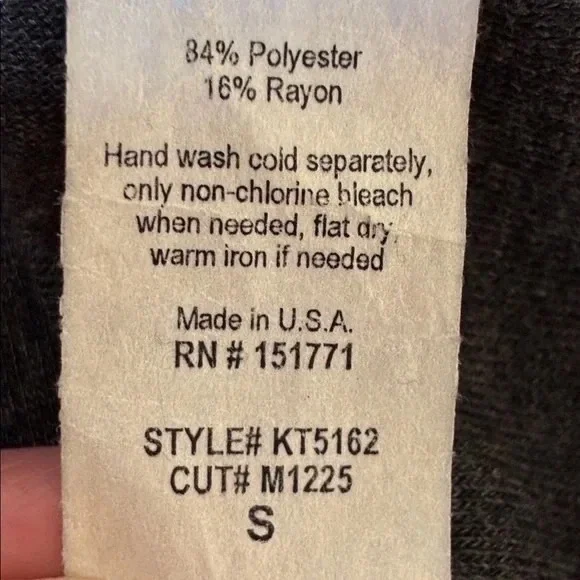 84% Polyester
16% Rayon
Hand wash cold separately,
only non-chlorine bleach
when needed, flat dry,
warm iron if needed
Made in U.S.A.
RN # 151771
STYLE# KT5162
CUT# M1225
S